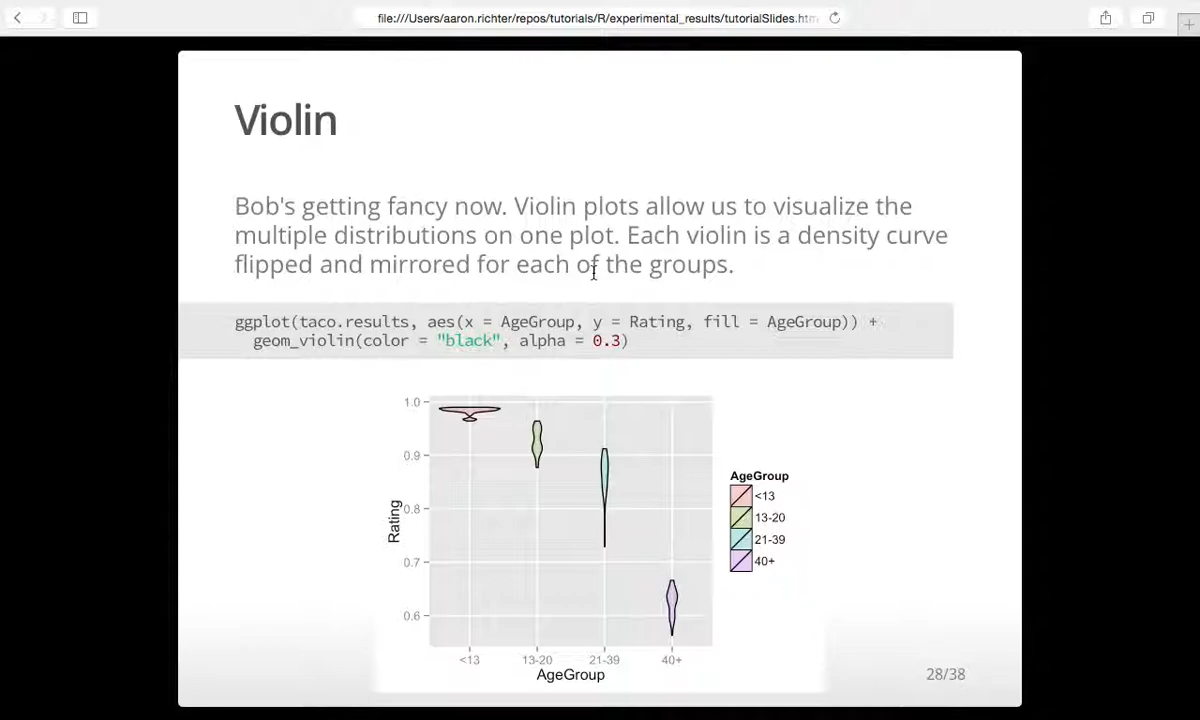 file:///Users/aaron.richter/repos/tutorials/R/experimental_results/tutorialSlides.htm
Violin
Bob's getting fancy now. Violin plots allow us to visualize the
multiple distributions on one plot. Each violin is a density curve
flipped and mirrored for each of the groups.
ggplot(taco.results, aes(x = AgeGroup, y = Rating, fill = AgeGroup)) +
geom_violin(color = "black", alpha = 0.3)
1.0
0.9
0.8
0.7
0.6
Rating
<13
13-20
21-39
40+
AgeGroup
AgeGroup
<13
13-20
21-39
40+
28/38